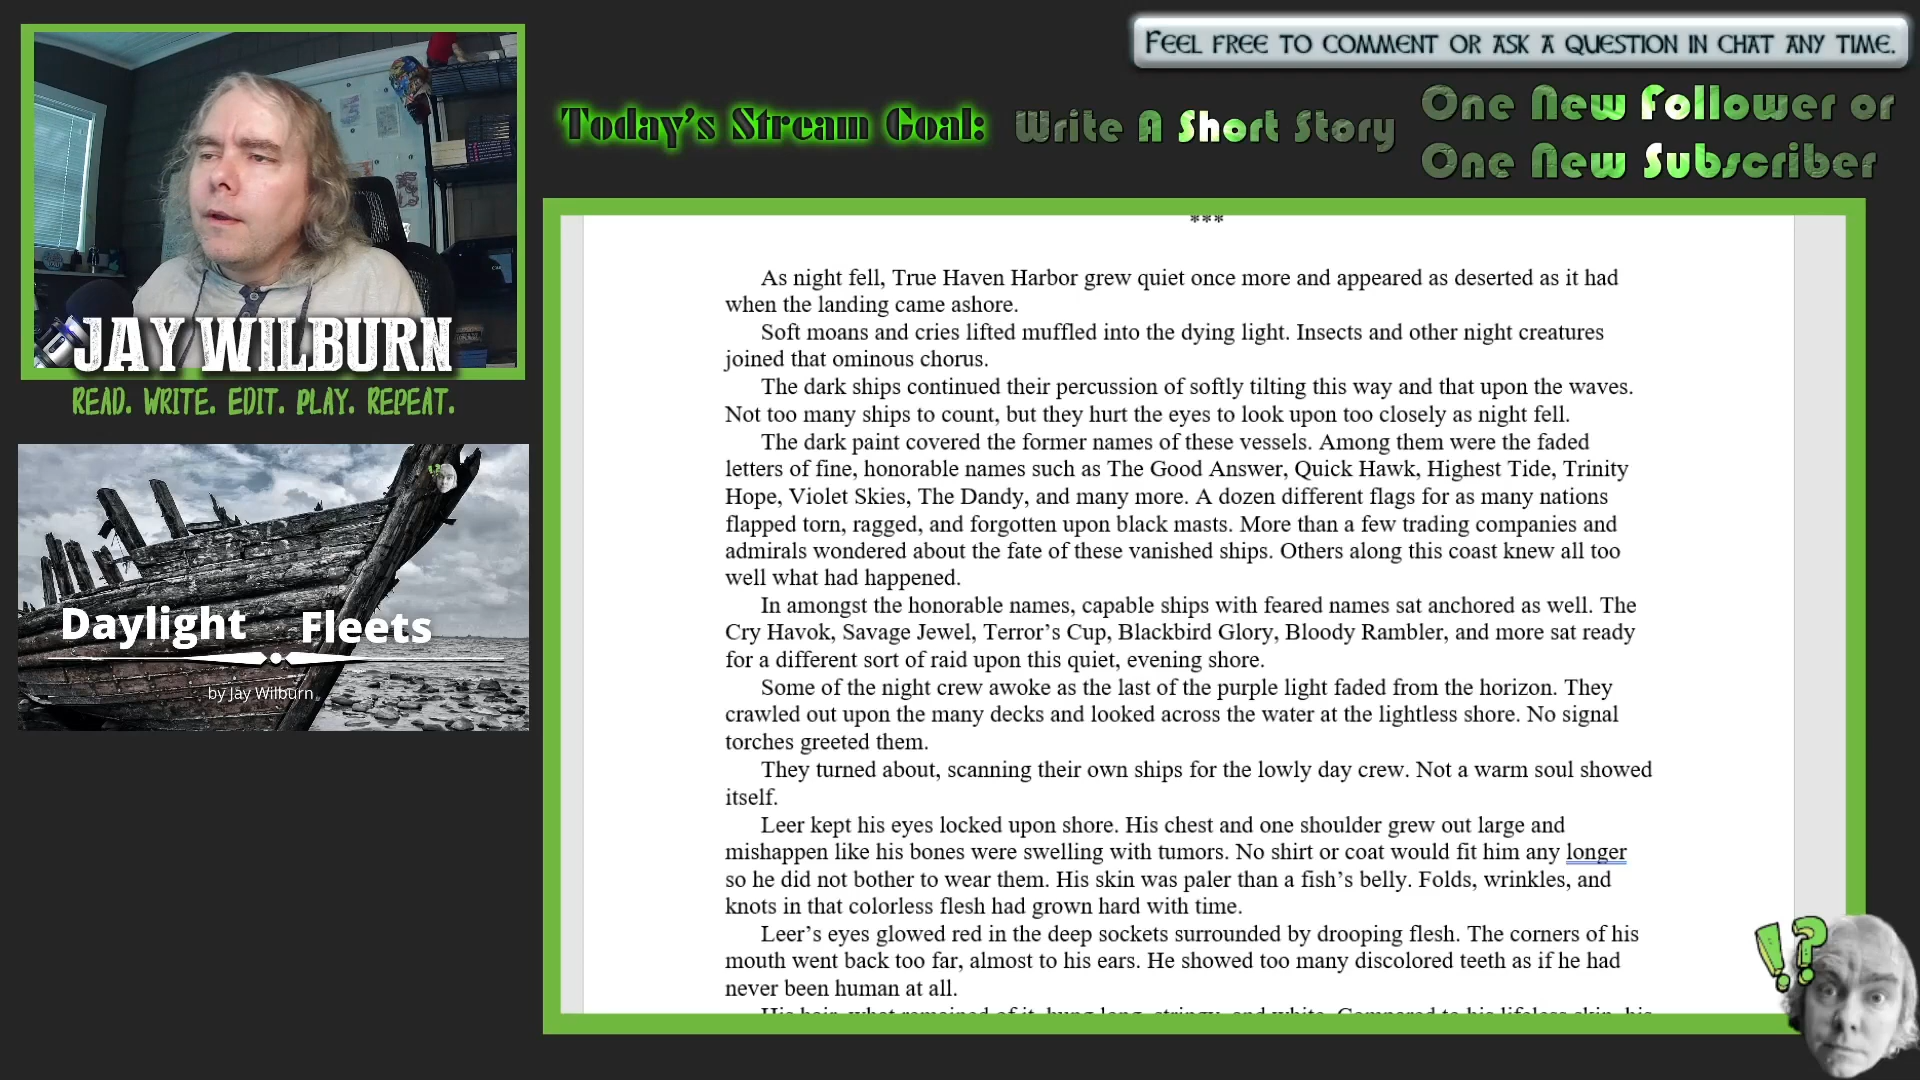 FEEL FREE TO COMMENT OR ASK A QUESTION IN CHAT ANY TIME.
Today's Stream Goal:
Write A Short Story
One New Follower or
One New Subscriber
JAY WILBURN
READ. WRITE. EDIT. PLAY. REPEAT.
Daylight Fleets
by Jay Wilburn
***
As night fell, True Haven Harbor grew quiet once more and appeared as deserted as it had
when the landing came ashore.
Soft moans and cries lifted muffled into the dying light. Insects and other night creatures
joined that ominous chorus.
The dark ships continued their percussion of softly tilting this way and that upon the waves.
Not too many ships to count, but they hurt the eyes to look upon too closely as night fell.
The dark paint covered the former names of these vessels. Among them were the faded
letters of fine, honorable names such as The Good Answer, Quick Hawk, Highest Tide, Trinity
Hope, Violet Skies, The Dandy, and many more. A dozen different flags for as many nations
flapped torn, ragged, and forgotten upon black masts. More than a few trading companies and
admirals wondered about the fate of these vanished ships. Others along this coast knew all too
well what had happened.
In amongst the honorable names, capable ships with feared names sat anchored as well. The
Cry Havok, Savage Jewel, Terror's Cup, Blackbird Glory, Bloody Rambler, and more sat ready
for a different sort of raid upon this quiet, evening shore.
Some of the night crew awoke as the last of the purple light faded from the horizon. They
crawled out upon the many decks and looked across the water at the lightless shore. No signal
torches greeted them.
They turned about, scanning their own ships for the lowly day crew. Not a warm soul showed
itself.
Leer kept his eyes locked upon shore. His chest and one shoulder grew out large and
mishappen like his bones were swelling with tumors. No shirt or coat would fit him any longer
so he did not bother to wear them. His skin was paler than a fish's belly. Folds, wrinkles, and
knots in that colorless flesh had grown hard with time.
Leer's eyes glowed red in the deep sockets surrounded by drooping flesh. The corners of his
mouth went back too far, almost to his ears. He showed too many discolored teeth as if he had
never been human at all.
His hair, what remained of it, hung long, stringy, and white. Compared to his lifeless skin, his
!?